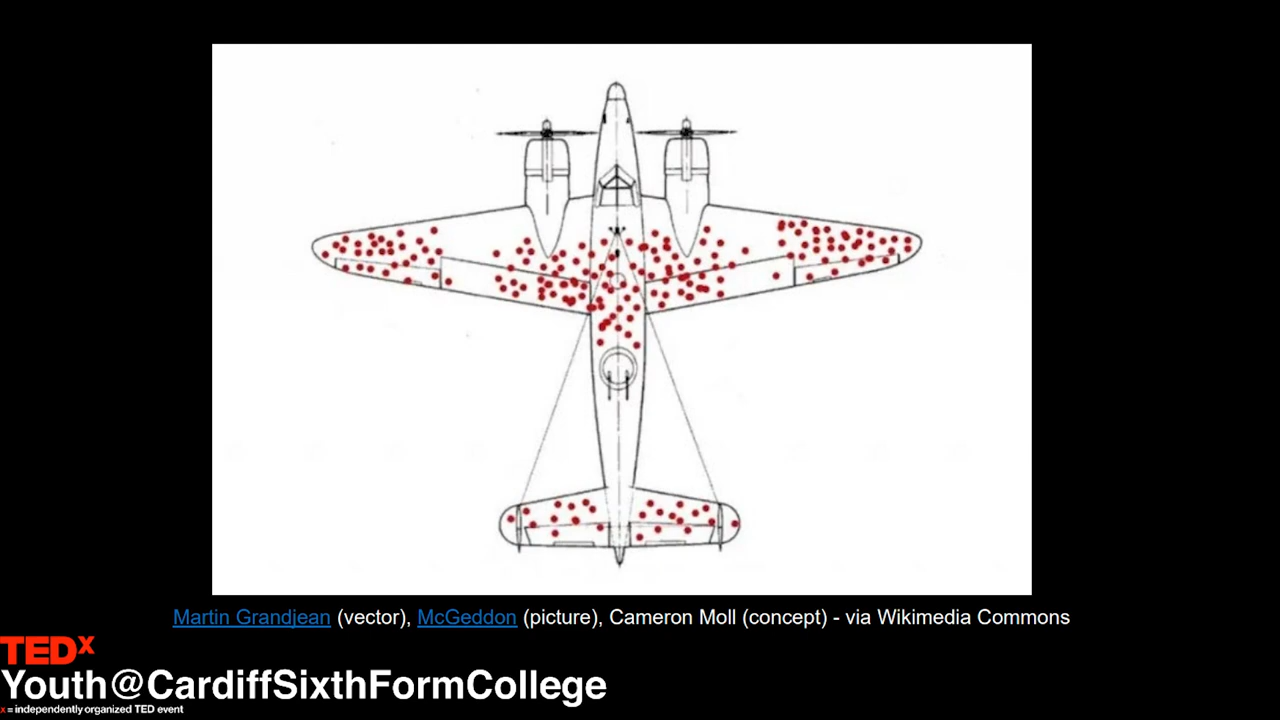 Martin Grandjean (vector), McGeddon (picture), Cameron Moll (concept) - via Wikimedia Commons
TEDx
Youth@CardiffSixthFormCollege
x = independently organized TED event